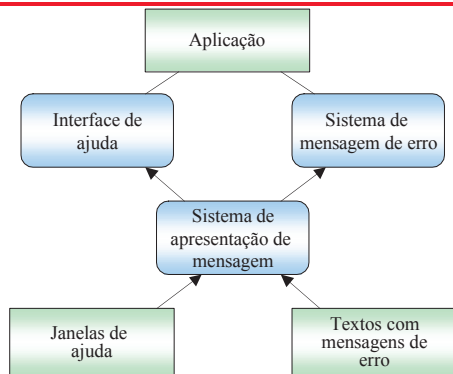 Aplicação
Interface de
ajuda
Sistema de
mensagem de erro
Sistema de
apresentação de
mensagem
Janelas de
ajuda
Textos com
mensagens de
erro